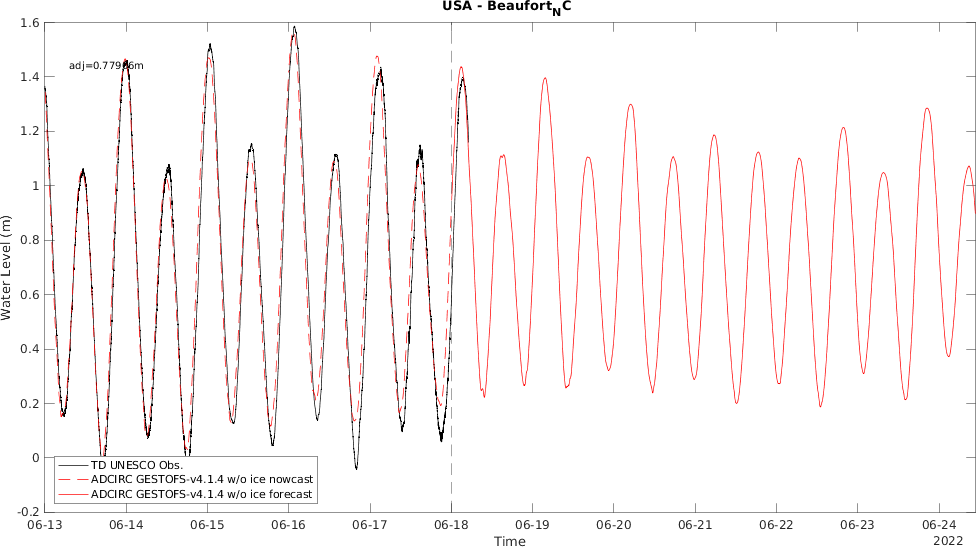 USA - Beaufort_NC
adj=0.77906m
1.6
1.4
1.2
1
0.8
0.6
0.4
0.2
0
-0.2
Water Level (m)
TD UNESCO Obs.
ADCIRC GESTOFS-v4.1.4 w/o ice nowcast
ADCIRC GESTOFS-v4.1.4 w/o ice forecast
06-13 06-14 06-15 06-16 06-17 06-18 06-19 06-20 06-21 06-22 06-23 06-24
Time
2022